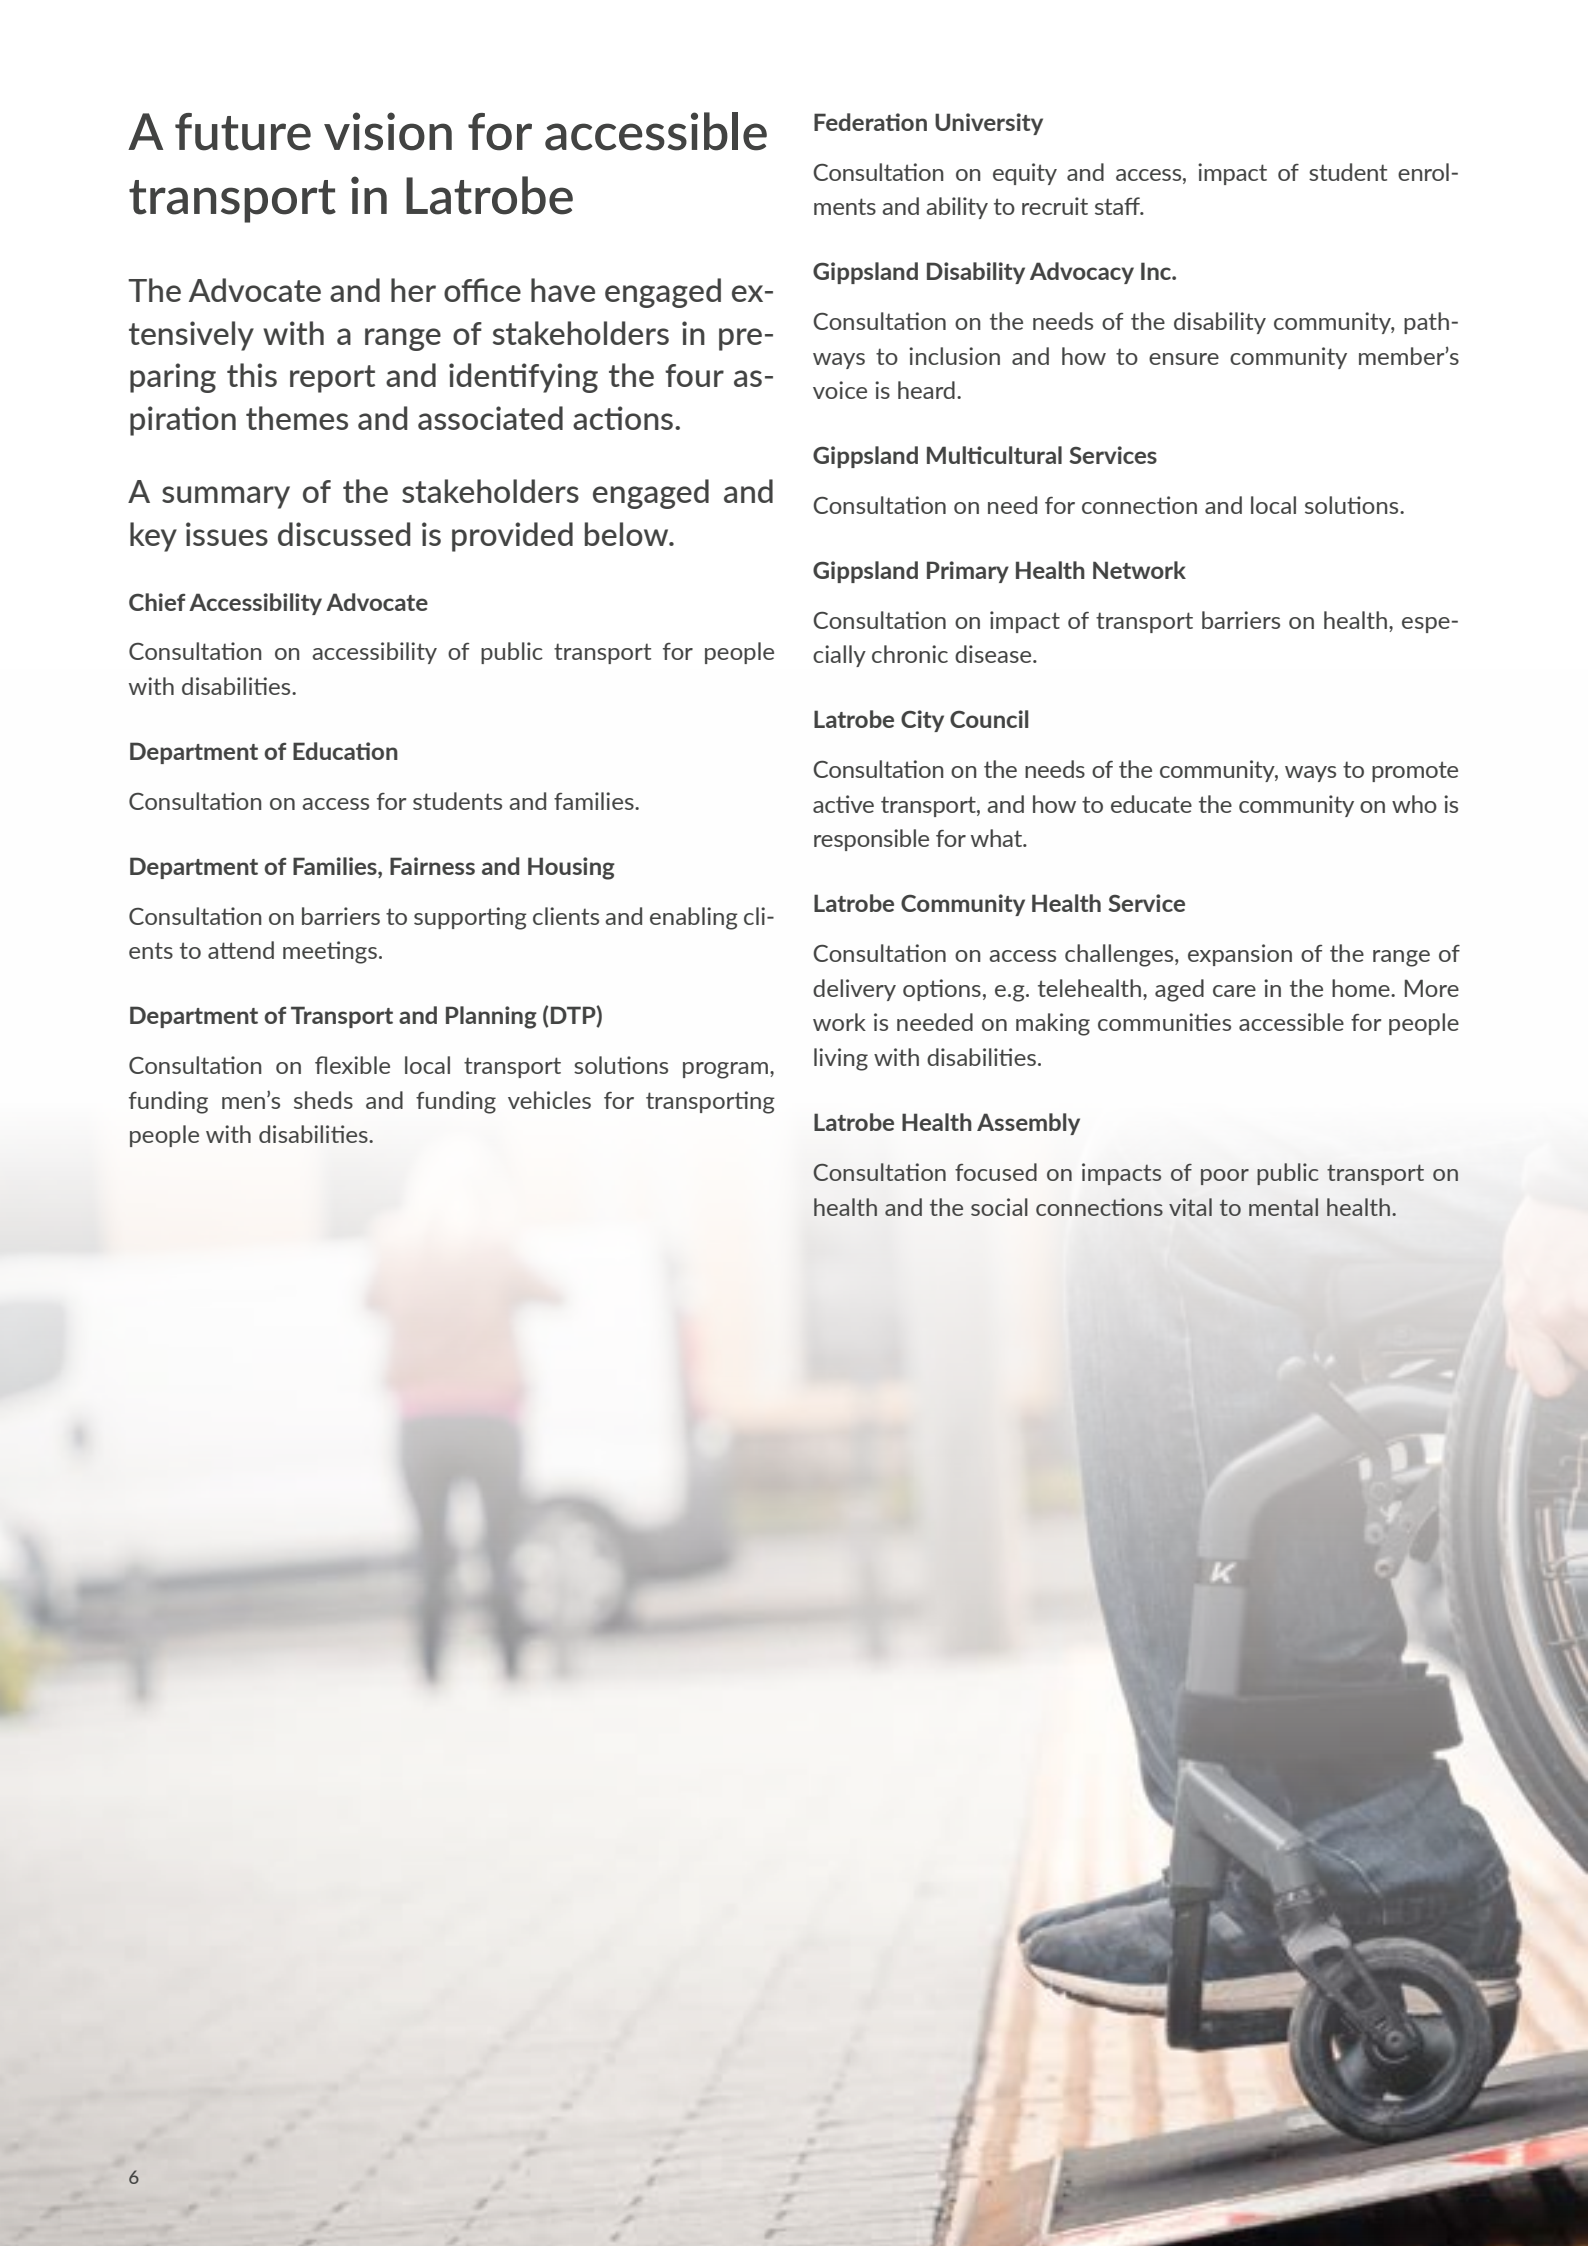 A future vision for accessible
transport in Latrobe
The Advocate and her office have engaged ex-
tensively with a range of stakeholders in pre-
paring this report and identifying the four as-
piration themes and associated actions.
A summary of the stakeholders engaged and
key issues discussed is provided below.
Chief Accessibility Advocate
Consultation on accessibility of public transport for people
with disabilities.
Department of Education
Consultation on access for students and families.
Department of Families, Fairness and Housing
Consultation on barriers to supporting clients and enabling cli-
ents to attend meetings.
Department of Transport and Planning (DTP)
Consultation on flexible local transport solutions program,
funding men’s sheds and funding vehicles for transporting
people with disabilities.
Federation University
Consultation on equity and access, impact of student enrol-
ments and ability to recruit staff.
Gippsland Disability Advocacy Inc.
Consultation on the needs of the disability community, path-
ways to inclusion and how to ensure community member’s
voice is heard.
Gippsland Multicultural Services
Consultation on need for connection and local solutions.
Gippsland Primary Health Network
Consultation on impact of transport barriers on health, espe-
cially chronic disease.
Latrobe City Council
Consultation on the needs of the community, ways to promote
active transport, and how to educate the community on who is
responsible for what.
Latrobe Community Health Service
Consultation on access challenges, expansion of the range of
delivery options, e.g. telehealth, aged care in the home. More
work is needed on making communities accessible for people
living with disabilities.
Latrobe Health Assembly
Consultation focused on impacts of poor public transport on
health and the social connections vital to mental health.
K
6